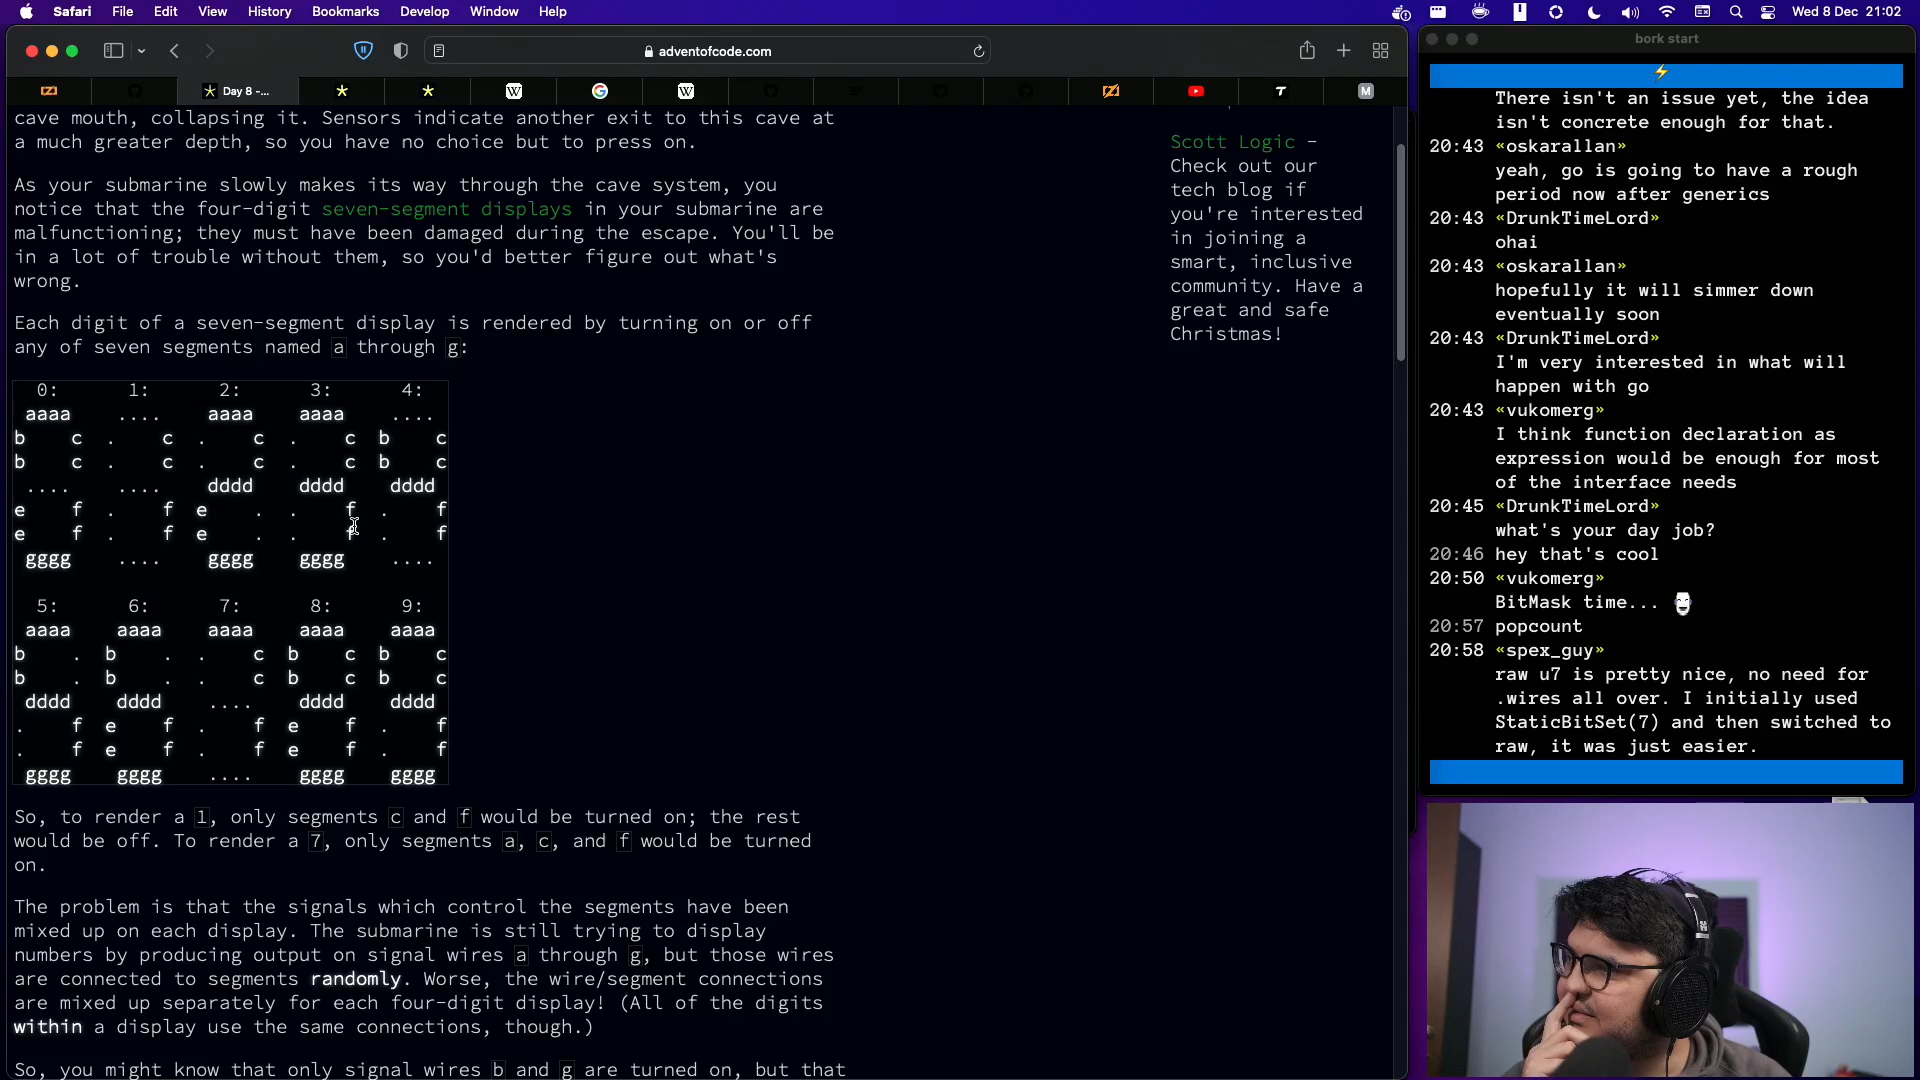 Safari File Edit View History Bookmarks Develop Window Help Wed 8 Dec 21:02
adventofcode.com
Day 8 –...
cave mouth, collapsing it. Sensors indicate another exit to this cave at
a much greater depth, so you have no choice but to press on.
As your submarine slowly makes its way through the cave system, you
notice that the four-digit seven-segment displays in your submarine are
malfunctioning; they must have been damaged during the escape. You'll be
in a lot of trouble without them, so you'd better figure out what's
wrong.
Each digit of a seven-segment display is rendered by turning on or off
any of seven segments named a through g:
0: 1: 2: 3: 4:
aaaa .... aaaa aaaa ....
b c . c . c . c b c
b c . c . c . c b c
.... .... dddd dddd dddd
e f . f e . . f . f
e f . f e . . f . f
gggg .... gggg gggg ....
5: 6: 7: 8: 9:
aaaa aaaa aaaa aaaa aaaa
b . b . . c b c b c
b . b . . c b c b c
dddd dddd .... dddd dddd
. f e f . f e f . f
. f e f . f e f . f
gggg gggg .... gggg gggg
So, to render a 1, only segments c and f would be turned on; the rest
would be off. To render a 7, only segments a, c, and f would be turned
on.
The problem is that the signals which control the segments have been
mixed up on each display. The submarine is still trying to display
numbers by producing output on signal wires a through g, but those wires
are connected to segments randomly. Worse, the wire/segment connections
are mixed up separately for each four-digit display! (All of the digits
within a display use the same connections, though.)
So, you might know that only signal wires b and g are turned on, but that
Scott Logic –
Check out our
tech blog if
you're interested
in joining a
smart, inclusive
community. Have a
great and safe
Christmas!
bork start
There isn't an issue yet, the idea
isn't concrete enough for that.
20:43 «oskarallan»
yeah, go is going to have a rough
period now after generics
20:43 «DrunkTimeLord»
ohai
20:43 «oskarallan»
hopefully it will simmer down
eventually soon
20:43 «DrunkTimeLord»
I'm very interested in what will
happen with go
20:43 «vukomerg»
I think function declaration as
expression would be enough for most
of the interface needs
20:45 «DrunkTimeLord»
what's your day job?
20:46 hey that's cool
20:50 «vukomerg»
BitMask time...
20:57 popcount
20:58 «spex_guy»
raw u7 is pretty nice, no need for
.wires all over. I initially used
StaticBitSet(7) and then switched to
raw, it was just easier.